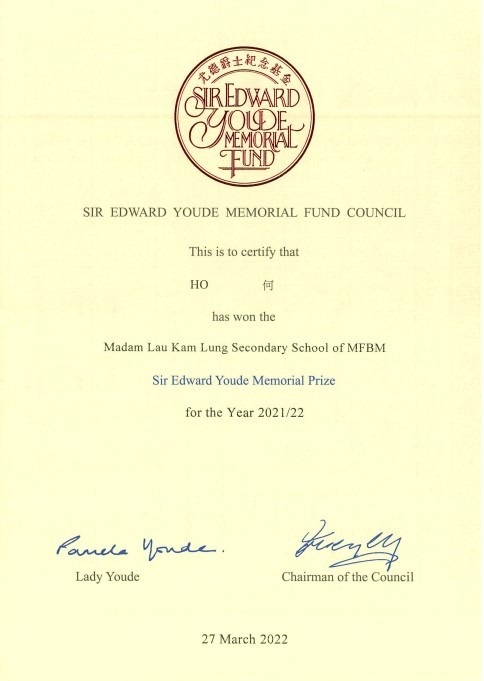 尤德爵士紀念基金
SIR EDWARD
YOUDE
MEMORIAL
FUND
SIR EDWARD YOUDE MEMORIAL FUND COUNCIL
This is to certify that
HO 何
has won the
Madam Lau Kam Lung Secondary School of MFBM
Sir Edward Youde Memorial Prize
for the Year 2021/22
Pamela Youde.
Lady Youde
Chairman of the Council
27 March 2022